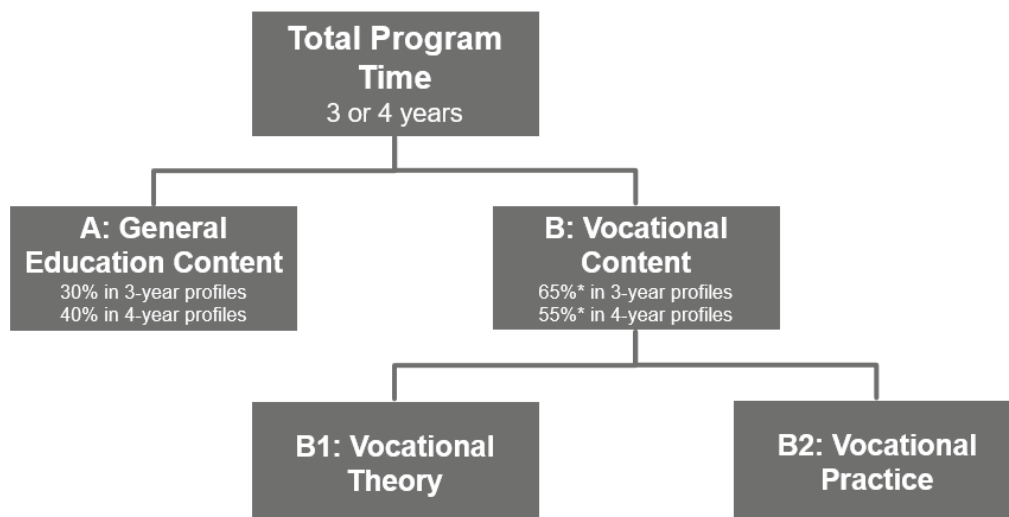 Total Program
Time
3 or 4 years
A: General
Education Content
30% in 3-year profiles
40% in 4-year profiles
B: Vocational
Content
65%* in 3-year profiles
55%* in 4-year profiles
B1: Vocational
Theory
B2: Vocational
Practice